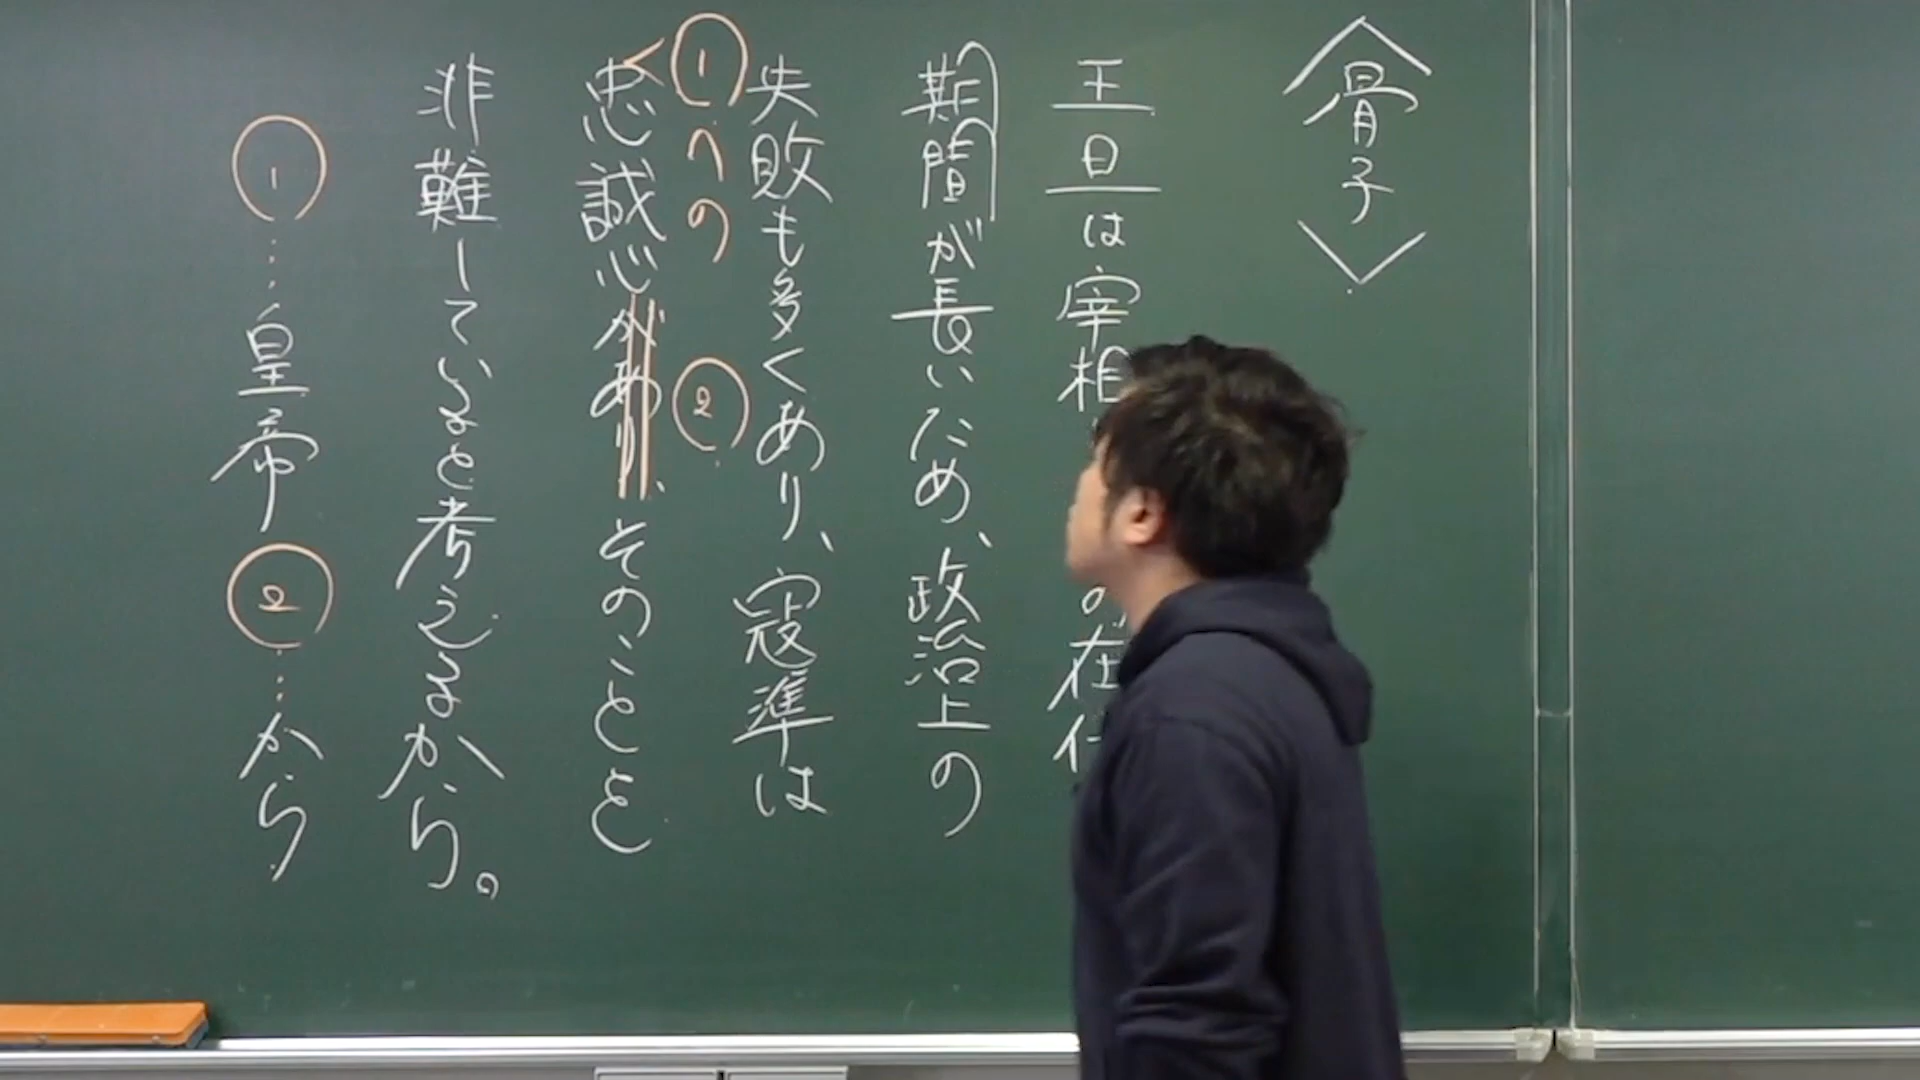 〈骨子〉
王旦は宰相の在任
期間が長いため、政治上の
失敗も多くあり、寇準は
①への ②
忠誠心があり、そのことを
非難していると考えるから。
①…皇帝 ②…から